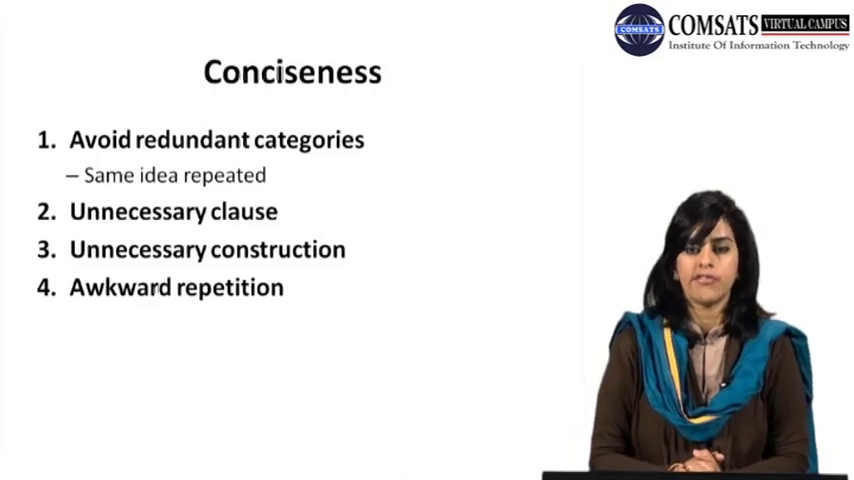 COMSATS VIRTUAL CAMPUS
Institute Of Information Technology
COMSATS
Conciseness
1. Avoid redundant categories
– Same idea repeated
2. Unnecessary clause
3. Unnecessary construction
4. Awkward repetition